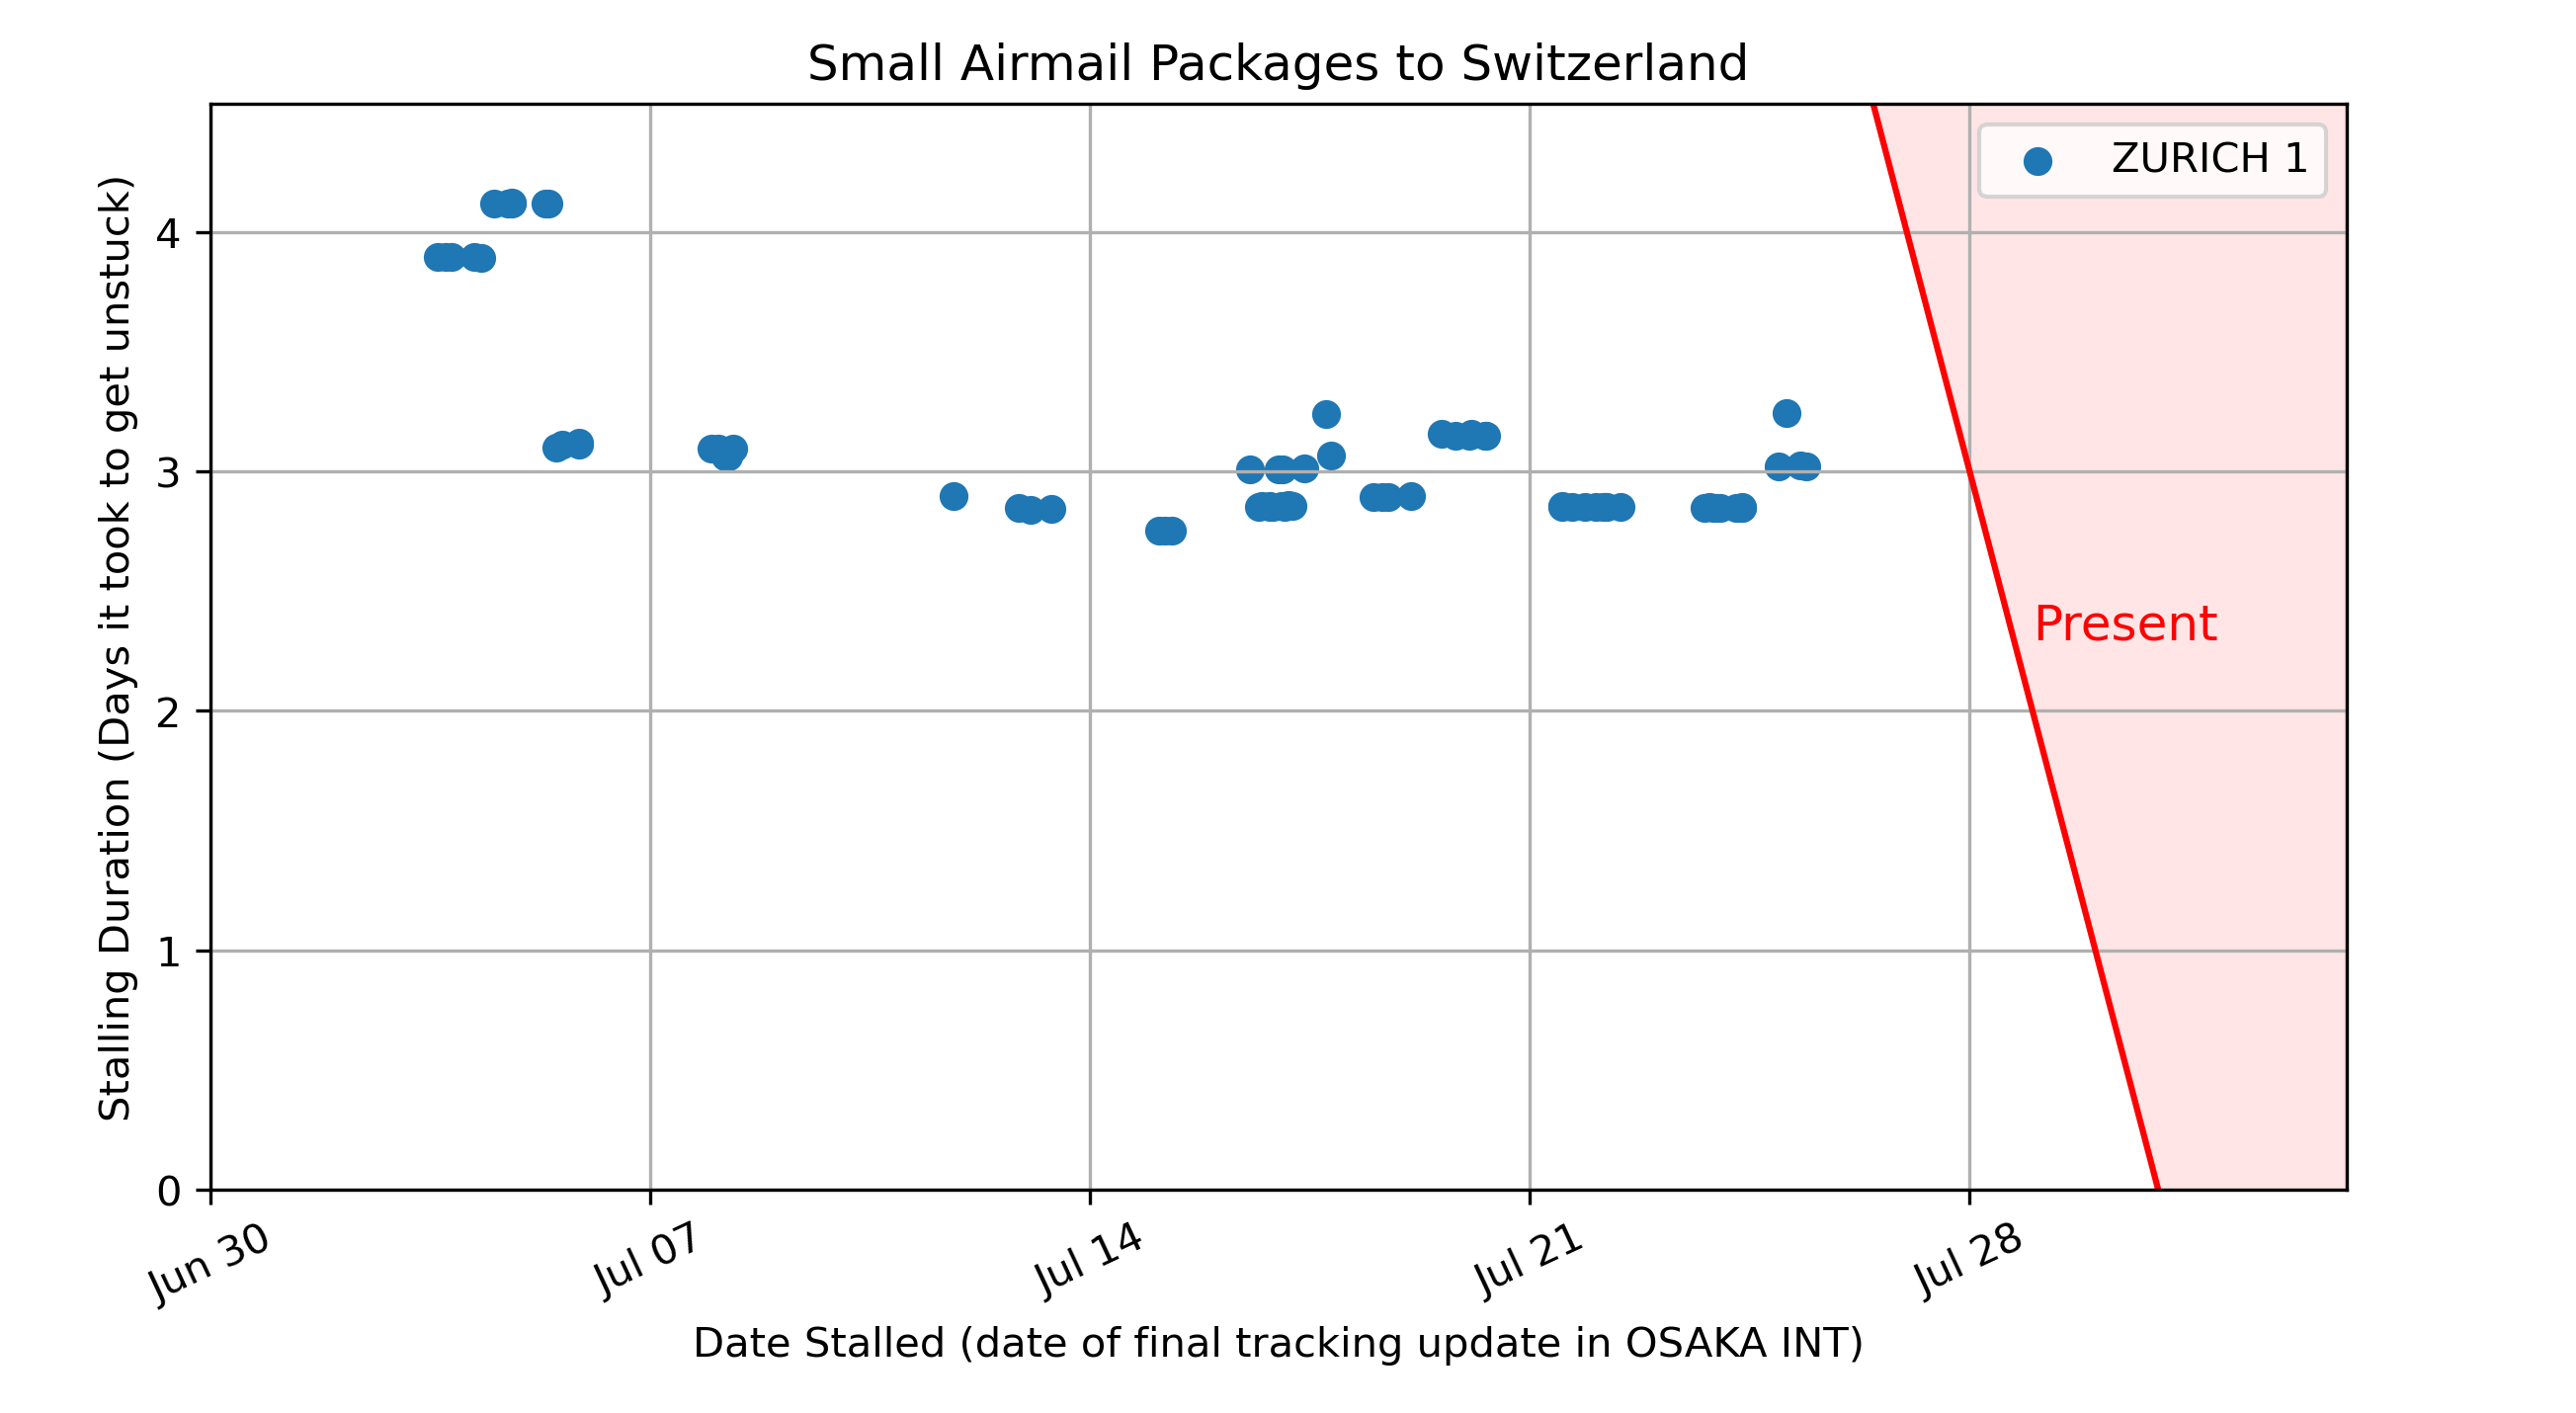 Small Airmail Packages to Switzerland
ZURICH 1
Stalling Duration (Days it took to get unstuck)
4
3
2
1
0
Present
Jun 30
Jul 07
Jul 14
Jul 21
Jul 28
Date Stalled (date of final tracking update in OSAKA INT)